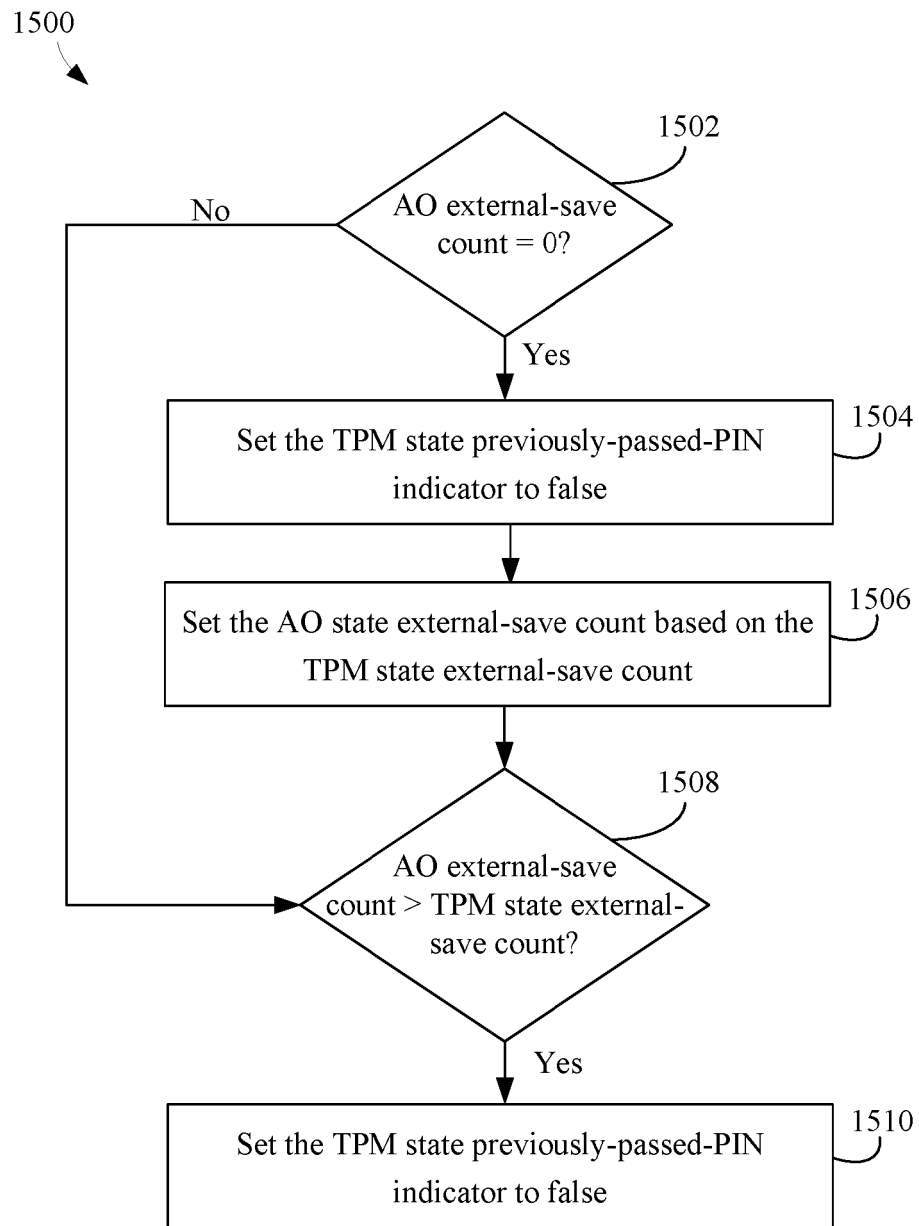 1500
1502
AO external-save
count = 0?
No
Yes
1504
Set the TPM state previously-passed-PIN
indicator to false
1506
Set the AO state external-save count based on the
TPM state external-save count
1508
AO external-save
count > TPM state external-
save count?
Yes
1510
Set the TPM state previously-passed-PIN
indicator to false